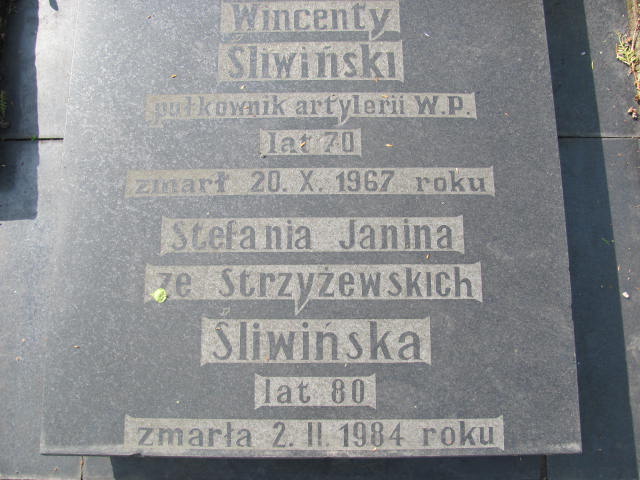 Wincenty
Śliwiński
pułkownik artylerii W.P.
lat 70
zmarł 20. X. 1967 roku
Stefania Janina
ze Strzyżewskich
Śliwińska
lat 80
zmarła 2. II. 1984 roku